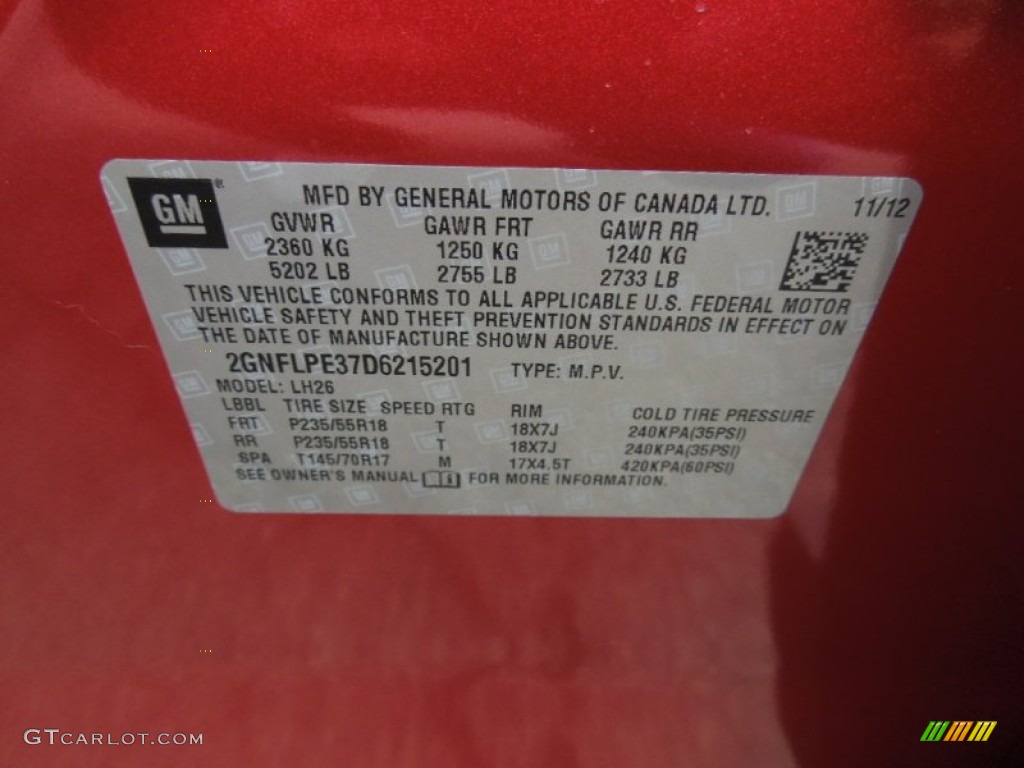 GM® MFD BY GENERAL MOTORS OF CANADA LTD. 11/12
GVWR GAWR FRT GAWR RR
2360 KG 1250 KG 1240 KG
5202 LB 2755 LB 2733 LB
THIS VEHICLE CONFORMS TO ALL APPLICABLE U.S. FEDERAL MOTOR
VEHICLE SAFETY AND THEFT PREVENTION STANDARDS IN EFFECT ON
THE DATE OF MANUFACTURE SHOWN ABOVE.
2GNFLPE37D6215201 TYPE: M.P.V.
MODEL: LH26
LBBL TIRE SIZE SPEED RTG RIM COLD TIRE PRESSURE
FRT P235/55R18 T 18X7J 240KPA(35PSI)
RR P235/55R18 T 18X7J 240KPA(35PSI)
SPA T145/70R17 M 17X4.5T 420KPA(60PSI)
SEE OWNER'S MANUAL FOR MORE INFORMATION.
GTCARLOT.COM